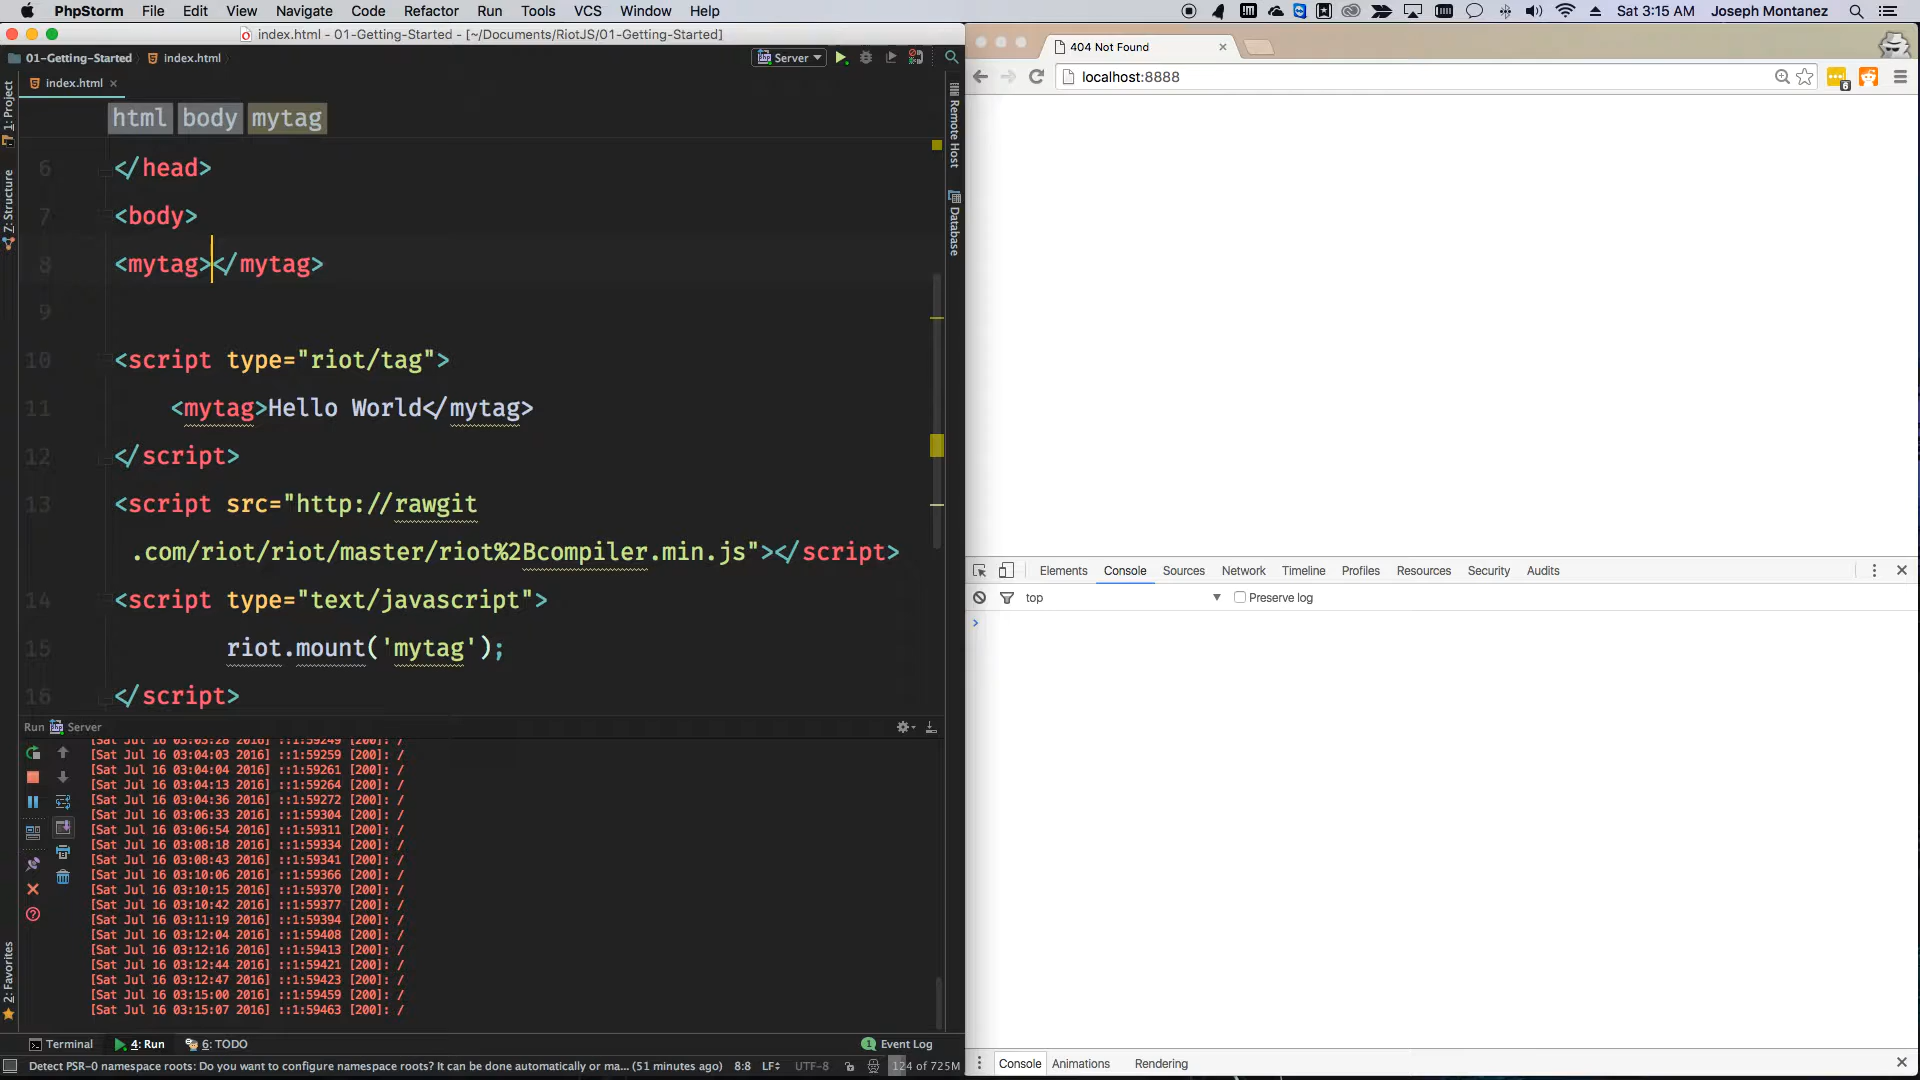 PhpStorm File Edit View Navigate Code Refactor Run Tools VCS Window Help Sat 3:15 AM Joseph Montanez
index.html - 01-Getting-Started - [~/Documents/RiotJS/01-Getting-Started]
404 Not Found
01-Getting-Started index.html Server
localhost:8888
6
index.html
1: Project
Z: Structure
2: Favorites
Remote Host
Database
html body mytag
6 </head>
7 <body>
8 <mytag></mytag>
9
10 <script type="riot/tag">
11 <mytag>Hello World</mytag>
12 </script>
13 <script src="http://rawgit
.com/riot/riot/master/riot%2Bcompiler.min.js"></script>
14 <script type="text/javascript">
15 riot.mount('mytag');
16 </script>
Elements Console Sources Network Timeline Profiles Resources Security Audits
top Preserve log
Run Server
[Sat Jul 16 03:03:28 2016] ::1:59249 [200]: /
[Sat Jul 16 03:04:03 2016] ::1:59259 [200]: /
[Sat Jul 16 03:04:04 2016] ::1:59261 [200]: /
[Sat Jul 16 03:04:13 2016] ::1:59264 [200]: /
[Sat Jul 16 03:04:36 2016] ::1:59272 [200]: /
[Sat Jul 16 03:06:33 2016] ::1:59304 [200]: /
[Sat Jul 16 03:06:54 2016] ::1:59311 [200]: /
[Sat Jul 16 03:08:18 2016] ::1:59334 [200]: /
[Sat Jul 16 03:08:43 2016] ::1:59341 [200]: /
[Sat Jul 16 03:10:06 2016] ::1:59366 [200]: /
[Sat Jul 16 03:10:15 2016] ::1:59370 [200]: /
[Sat Jul 16 03:10:42 2016] ::1:59377 [200]: /
[Sat Jul 16 03:11:19 2016] ::1:59394 [200]: /
[Sat Jul 16 03:12:04 2016] ::1:59408 [200]: /
[Sat Jul 16 03:12:16 2016] ::1:59413 [200]: /
[Sat Jul 16 03:12:44 2016] ::1:59421 [200]: /
[Sat Jul 16 03:12:47 2016] ::1:59423 [200]: /
[Sat Jul 16 03:15:00 2016] ::1:59459 [200]: /
[Sat Jul 16 03:15:07 2016] ::1:59463 [200]: /
Terminal 4: Run 6: TODO 1 Event Log
Detect PSR-0 namespace roots: Do you want to configure namespace roots? It can be done automatically or ma... (51 minutes ago) 8:8 LF÷ UTF-8 124 of 725M
Console Animations Rendering